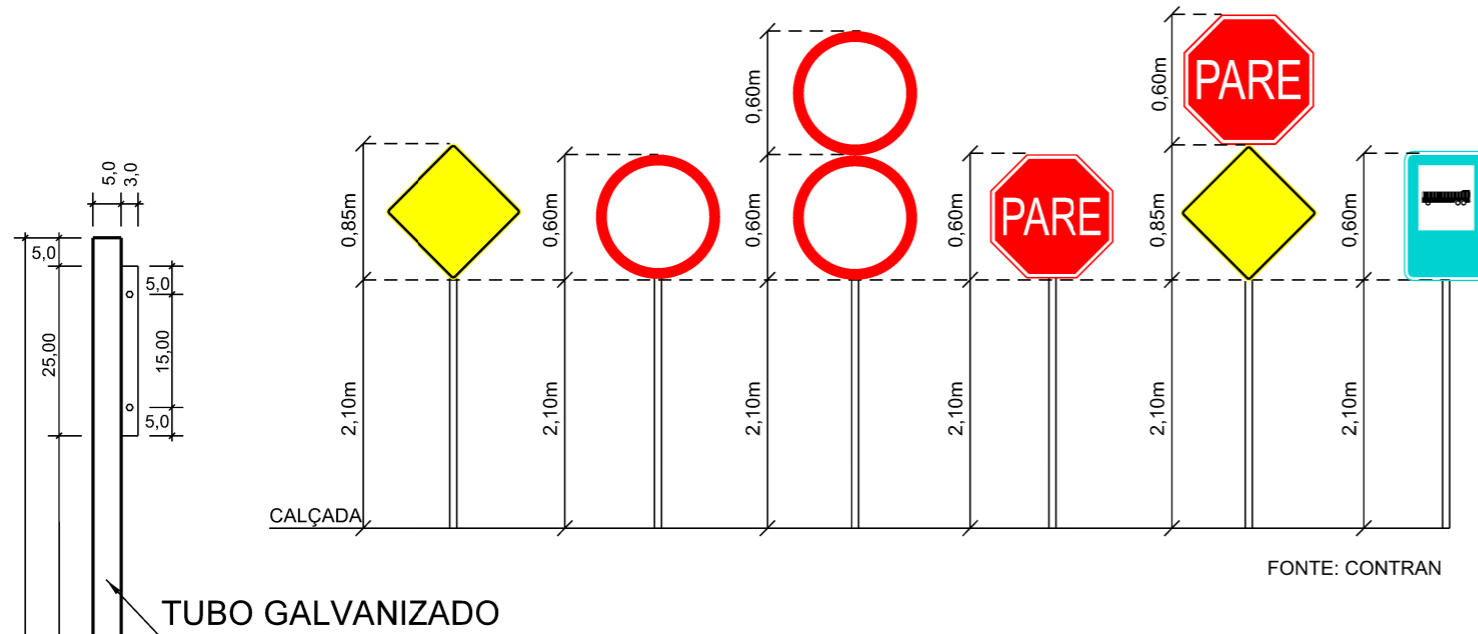 5,0
3,0
5,0
25,00
5,0
15,00
5,0
0,85m
2,10m
0,60m
2,10m
0,60m
0,60m
2,10m
PARE
0,60m
2,10m
PARE
0,60m
0,85m
2,10m
0,60m
2,10m
CALÇADA
FONTE: CONTRAN
TUBO GALVANIZADO